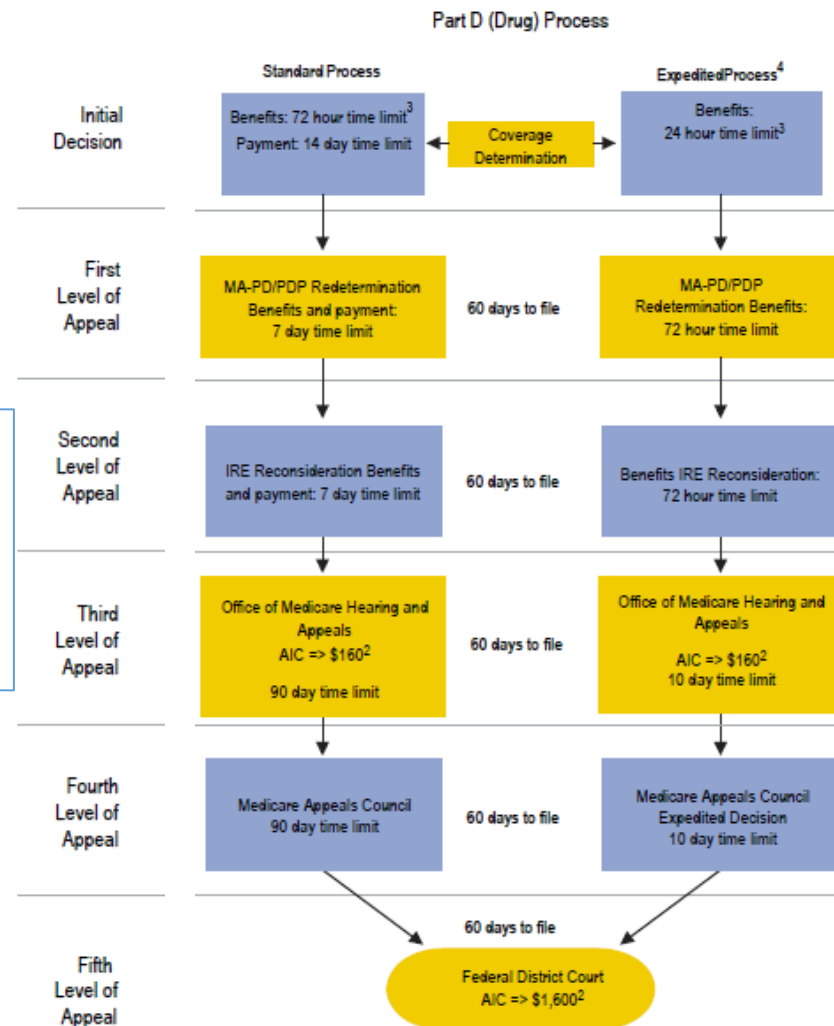 Part D (Drug) Process
Standard Process
ExpeditedProcess4
Initial
Decision
Benefits: 72 hour time limit3
Payment: 14 day time limit
Coverage
Determination
Benefits:
24 hour time limit3
First
Level of
Appeal
MA-PD/PDP Redetermination
Benefits and payment:
7 day time limit
60 days to file
MA-PD/PDP
Redetermination Benefits:
72 hour time limit
Second
Level of
Appeal
IRE Reconsideration Benefits
and payment: 7 day time limit
60 days to file
Benefits IRE Reconsideration:
72 hour time limit
Third
Level of
Appeal
Office of Medicare Hearing and
Appeals
AIC => $1602
90 day time limit
60 days to file
Office of Medicare Hearing and
Appeals
AIC => $1602
10 day time limit
Fourth
Level of
Appeal
Medicare Appeals Council
90 day time limit
60 days to file
Medicare Appeals Council
Expedited Decision
10 day time limit
60 days to file
Fifth
Level of
Appeal
Federal District Court
AIC => $1,6002